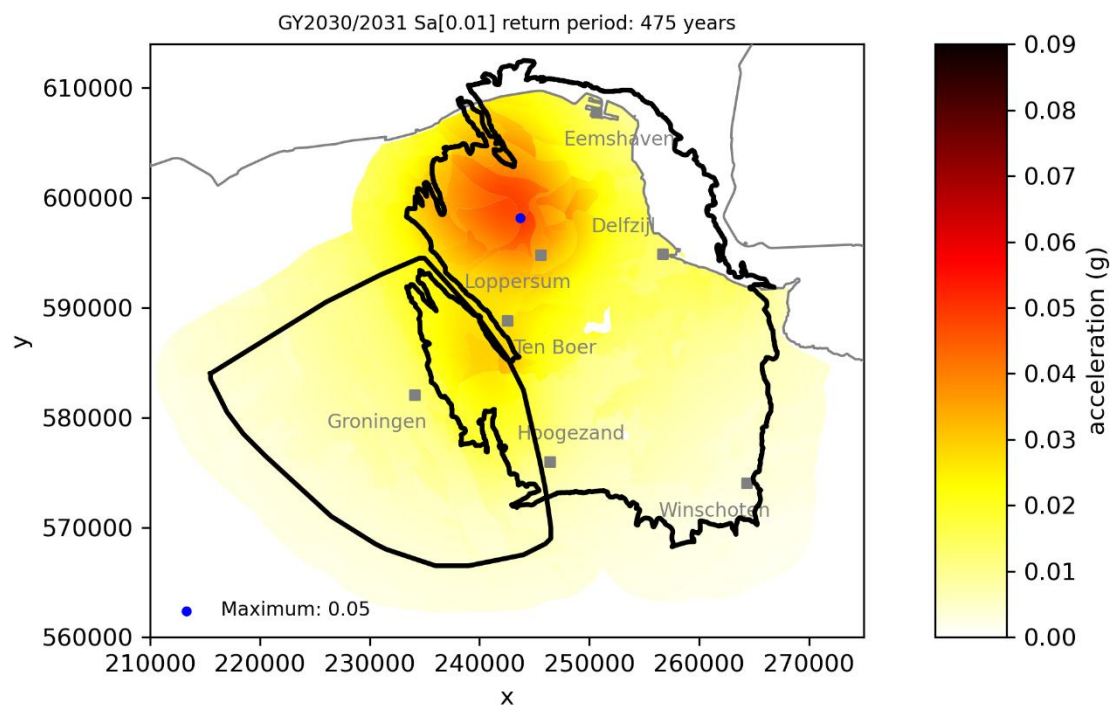 GY2030/2031 Sa[0.01] return period: 475 years
0.09
610000
Eemshaven
0.08
600000
0.07
Delfzijl
0.06
Loppersum
590000
0.05
Ten Boer
y
acceleration (g)
0.04
580000
Groningen
Hoogezand
0.03
570000
Winschoten
0.02
0.01
Maximum: 0.05
560000
0.00
210000 220000 230000 240000 250000 260000 270000
x